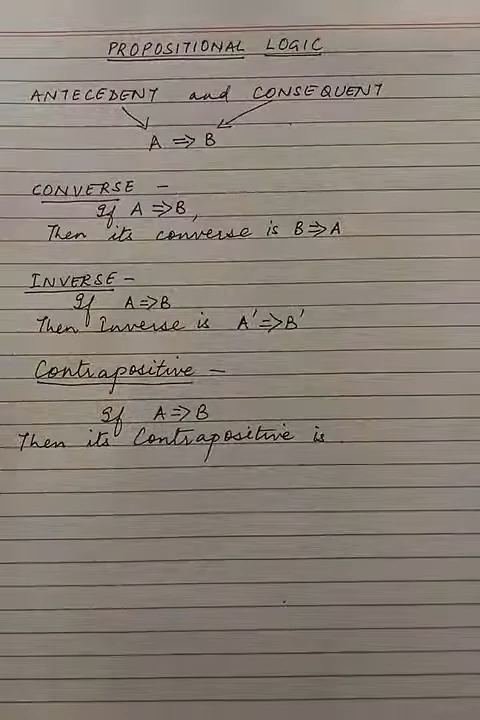 PROPOSITIONAL LOGIC
ANTECEDENT and CONSEQUENT
A ⇒ B
CONVERSE –
If A ⇒ B,
Then its converse is B ⇒ A
INVERSE –
If A ⇒ B
Then Inverse is A' ⇒ B'
Contrapositive –
If A ⇒ B
Then its Contrapositive is